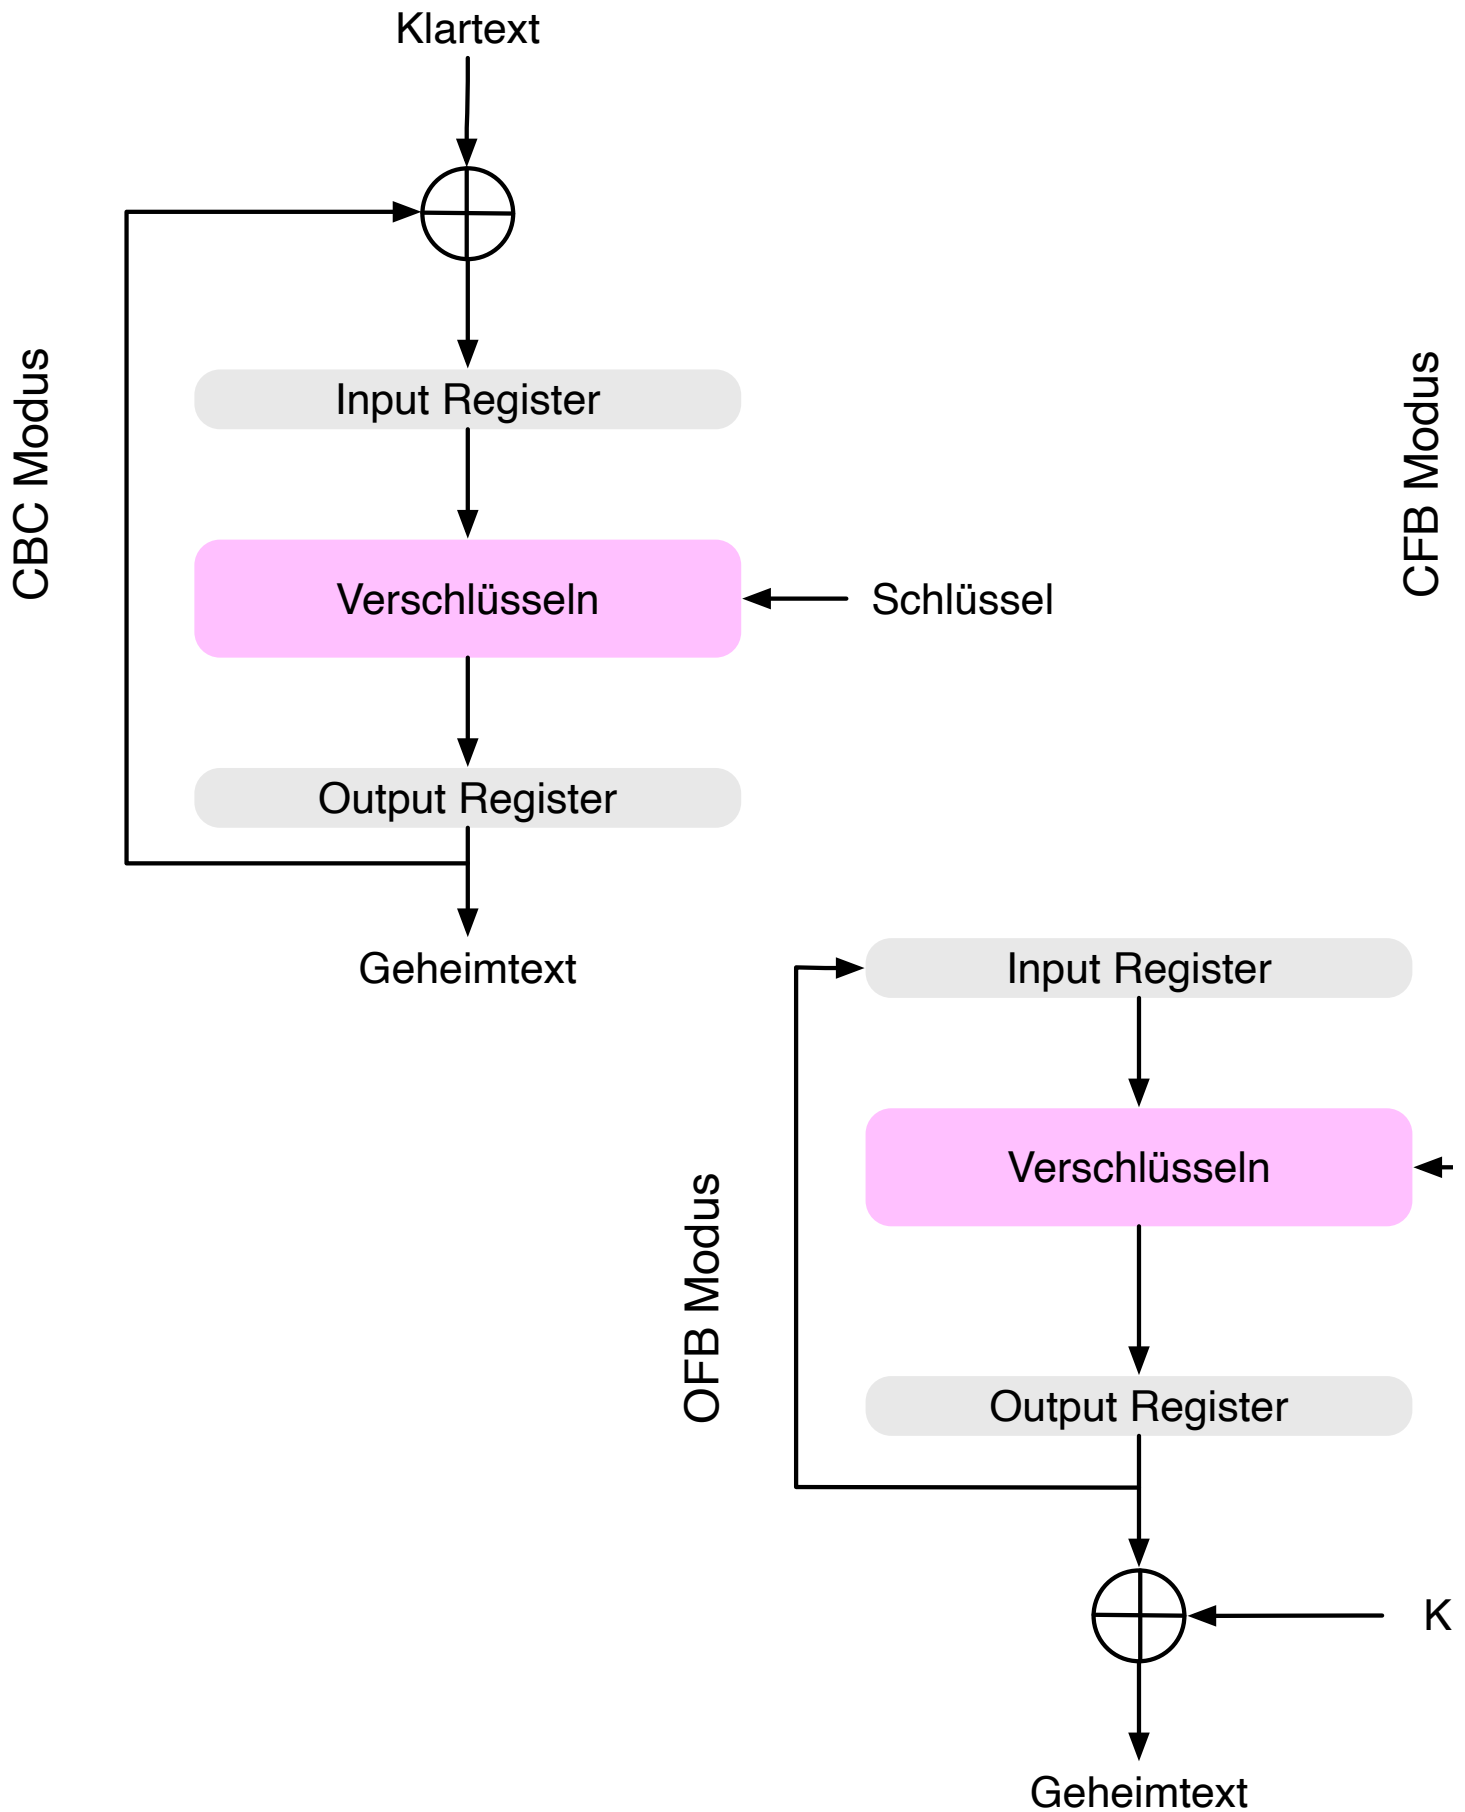 Klartext
CBC Modus
Input Register
Verschlüsseln
Schlüssel
Output Register
Geheimtext
CFB Modus
OFB Modus
Input Register
Verschlüsseln
Output Register
K
Geheimtext